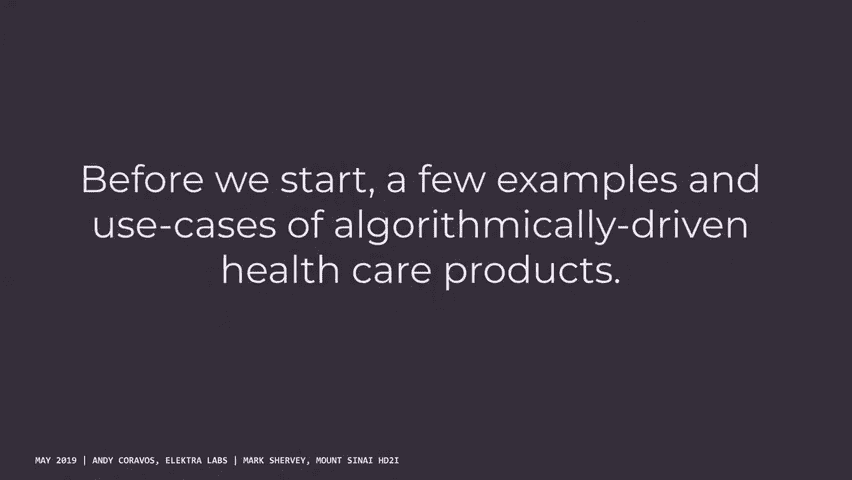 Before we start, a few examples and
use-cases of algorithmically-driven
health care products.
MAY 2019 | ANDY CORAVOS, ELEKTRA LABS | MARK SHERVEY, MOUNT SINAI HD2I